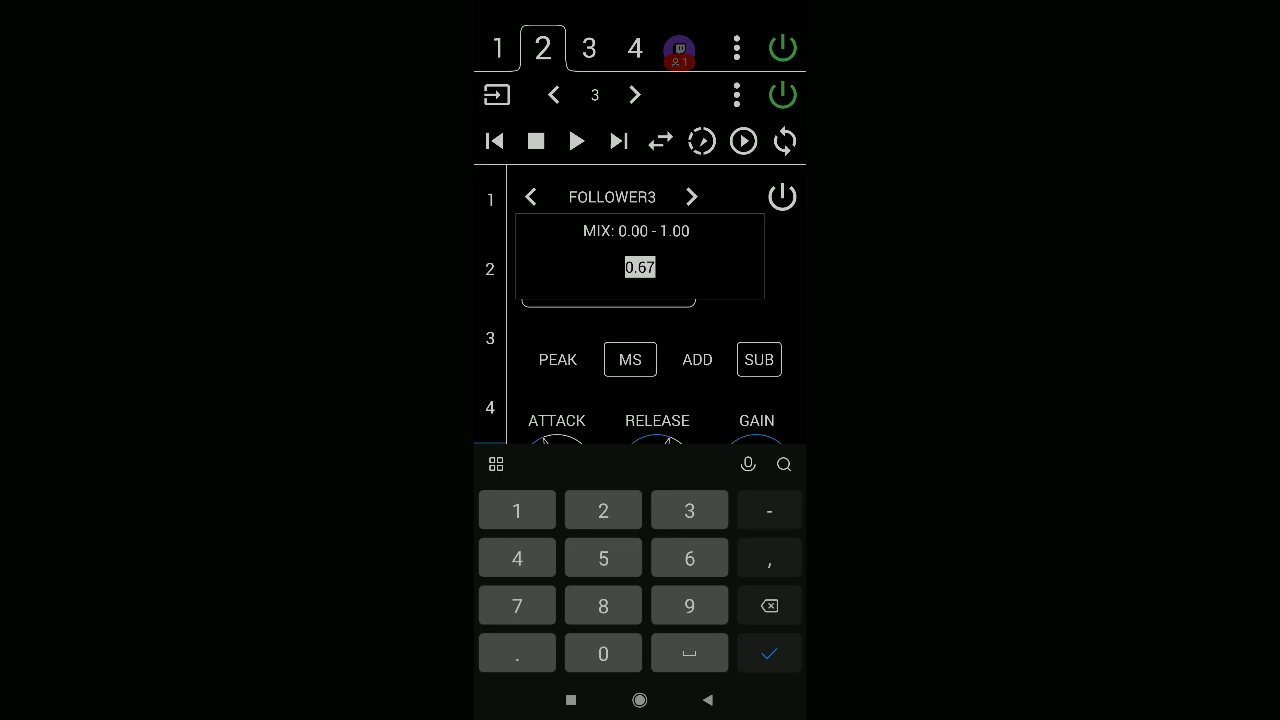 1 2 3 4
1
3
1 FOLLOWER3
MIX: 0.00 - 1.00
2 0.67
3
PEAK MS ADD SUB
4
ATTACK RELEASE GAIN
1 2 3 -
4 5 6 ,
7 8 9
. 0